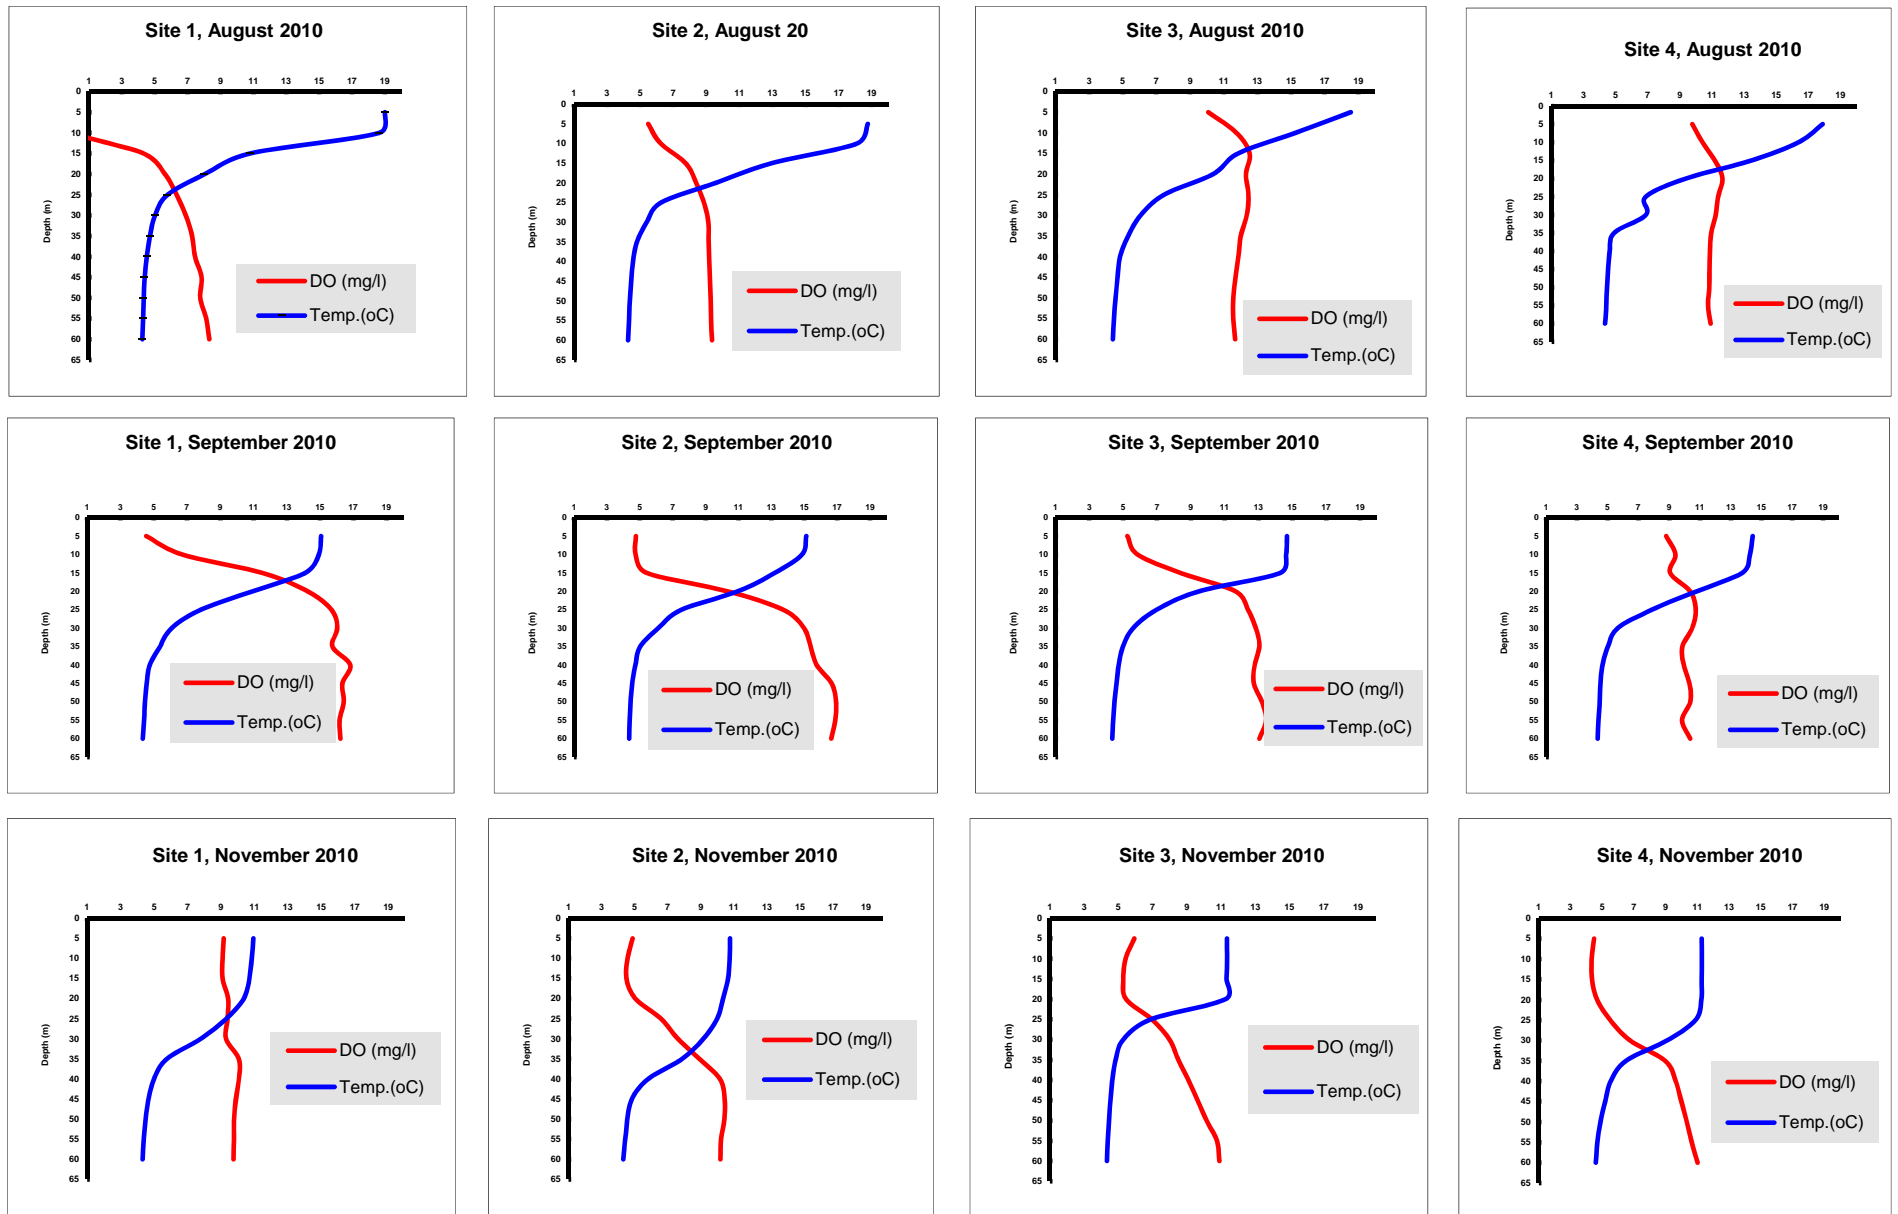 Site 1, August 2010
1 3 5 7 9 11 13 15 17 19
0
5
10
15
20
25
30
35
40
45
50
55
60
65
Depth (m)
DO (mg/l)
Temp.(oC)
Site 2, August 20
1 3 5 7 9 11 13 15 17 19
0
5
10
15
20
25
30
35
40
45
50
55
60
65
Depth (m)
DO (mg/l)
Temp.(oC)
Site 3, August 2010
1 3 5 7 9 11 13 15 17 19
0
5
10
15
20
25
30
35
40
45
50
55
60
65
Depth (m)
DO (mg/l)
Temp.(oC)
Site 4, August 2010
1 3 5 7 9 11 13 15 17 19
0
5
10
15
20
25
30
35
40
45
50
55
60
65
Depth (m)
DO (mg/l)
Temp.(oC)
Site 1, September 2010
1 3 5 7 9 11 13 15 17 19
0
5
10
15
20
25
30
35
40
45
50
55
60
65
Depth (m)
DO (mg/l)
Temp.(oC)
Site 2, September 2010
1 3 5 7 9 11 13 15 17 19
0
5
10
15
20
25
30
35
40
45
50
55
60
65
Depth (m)
DO (mg/l)
Temp.(oC)
Site 3, September 2010
1 3 5 7 9 11 13 15 17 19
0
5
10
15
20
25
30
35
40
45
50
55
60
65
Depth (m)
DO (mg/l)
Temp.(oC)
Site 4, September 2010
1 3 5 7 9 11 13 15 17 19
0
5
10
15
20
25
30
35
40
45
50
55
60
65
Depth (m)
DO (mg/l)
Temp.(oC)
Site 1, November 2010
1 3 5 7 9 11 13 15 17 19
0
5
10
15
20
25
30
35
40
45
50
55
60
65
Depth (m)
DO (mg/l)
Temp.(oC)
Site 2, November 2010
1 3 5 7 9 11 13 15 17 19
0
5
10
15
20
25
30
35
40
45
50
55
60
65
Depth (m)
DO (mg/l)
Temp.(oC)
Site 3, November 2010
1 3 5 7 9 11 13 15 17 19
0
5
10
15
20
25
30
35
40
45
50
55
60
65
Depth (m)
DO (mg/l)
Temp.(oC)
Site 4, November 2010
1 3 5 7 9 11 13 15 17 19
0
5
10
15
20
25
30
35
40
45
50
55
60
65
Depth (m)
DO (mg/l)
Temp.(oC)